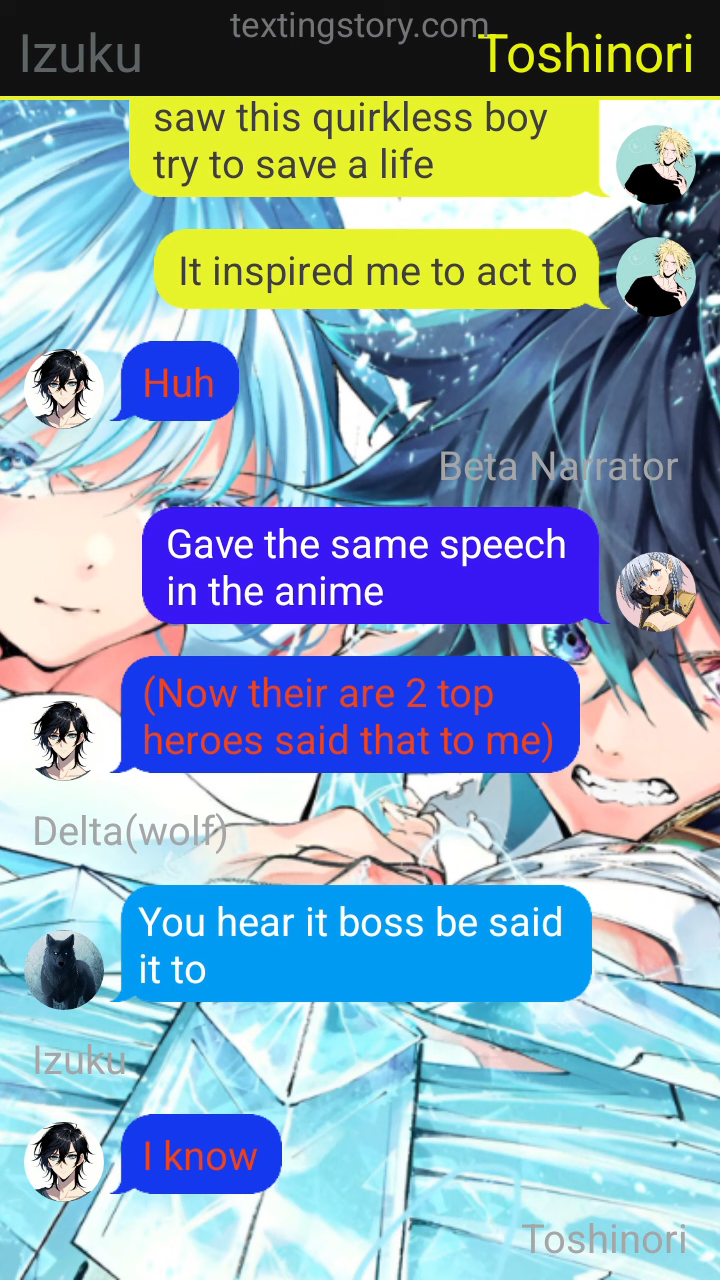 textingstory.com
Izuku
Toshinori
saw this quirkless boy
try to save a life
It inspired me to act to
Huh
Beta Narrator
Gave the same speech
in the anime
(Now their are 2 top
heroes said that to me)
Delta(wolf)
You hear it boss be said
it to
Izuku
I know
Toshinori